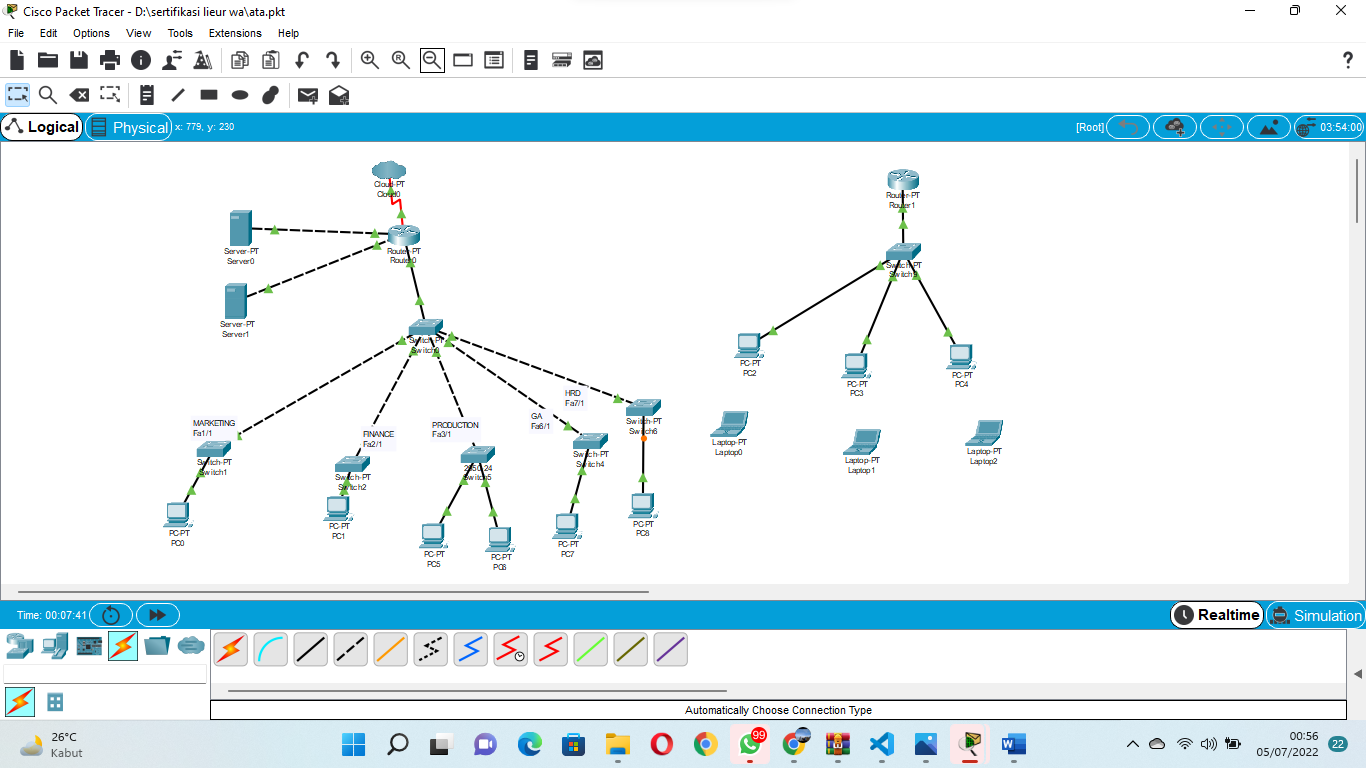 Cisco Packet Tracer - D:\sertifikasi lieur wa\ata.pkt
File Edit Options View Tools Extensions Help
Logical
Physical
x: 779, y: 230
[Root]
03:54:00
Cloud-PT
Cloud0
Router-PT
Router1
Server-PT
Server0
Router-PT
Router0
Switch-PT
Server-PT
Server1
Switch-PT
Switch0
PC-PT
PC2
PC-PT
PC3
PC-PT
PC4
HRD
Fa7/1
GA
Fa6/1
MARKETING
Fa1/1
FINANCE
Fa2/1
PRODUCTION
Fa3/1
Switch-PT
Switch6
Laptop-PT
Laptop0
Laptop-PT
Laptop1
Laptop-PT
Laptop2
Switch-PT
Switch1
Switch-PT
Switch2
2950-24
Switch5
Switch-PT
Switch4
PC-PT
PC0
PC-PT
PC1
PC-PT
PC5
PC-PT
PC6
PC-PT
PC7
PC-PT
PC8
Time: 00:07:41
Realtime
Simulation
Automatically Choose Connection Type
26°C
Kabut
99
00:56
05/07/2022
22